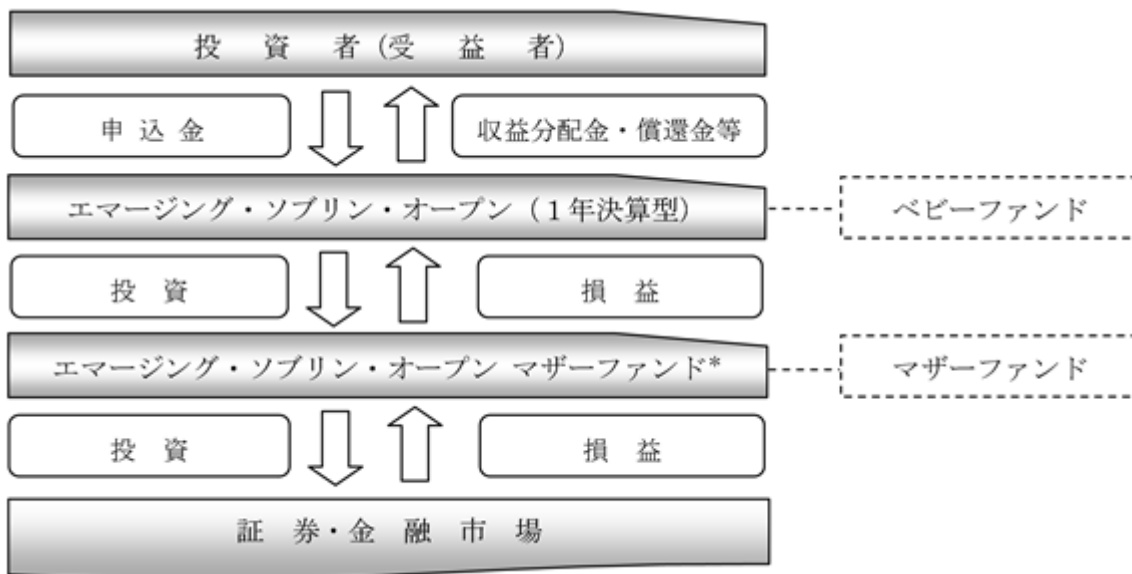 投資者(受益者)
申込金
収益分配金・償還金等
エマージング・ソブリン・オープン(1年決算型)
ベビーファンド
投資
損益
エマージング・ソブリン・オープン マザーファンド*
マザーファンド
投資
損益
証券・金融市場